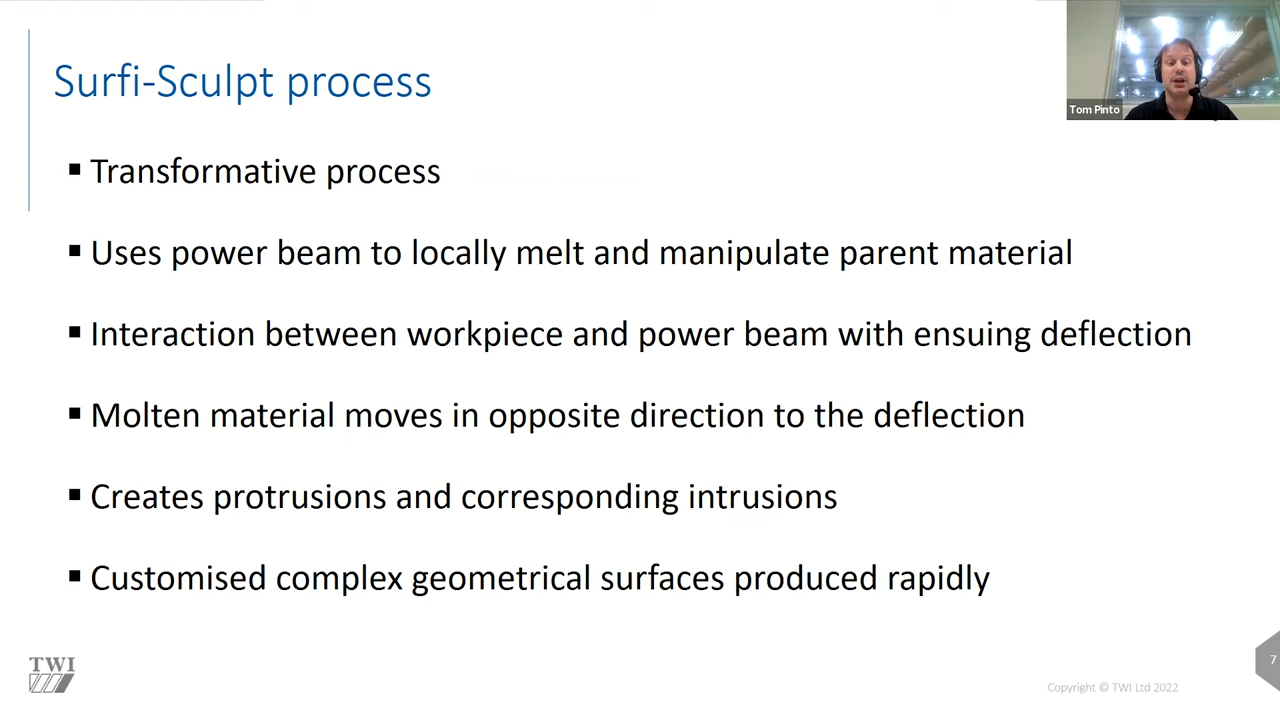 Surfi-Sculpt process
Tom Pinto
▪ Transformative process
▪ Uses power beam to locally melt and manipulate parent material
▪ Interaction between workpiece and power beam with ensuing deflection
▪ Molten material moves in opposite direction to the deflection
▪ Creates protrusions and corresponding intrusions
▪ Customised complex geometrical surfaces produced rapidly
TWI
Copyright © TWI Ltd 2022
7